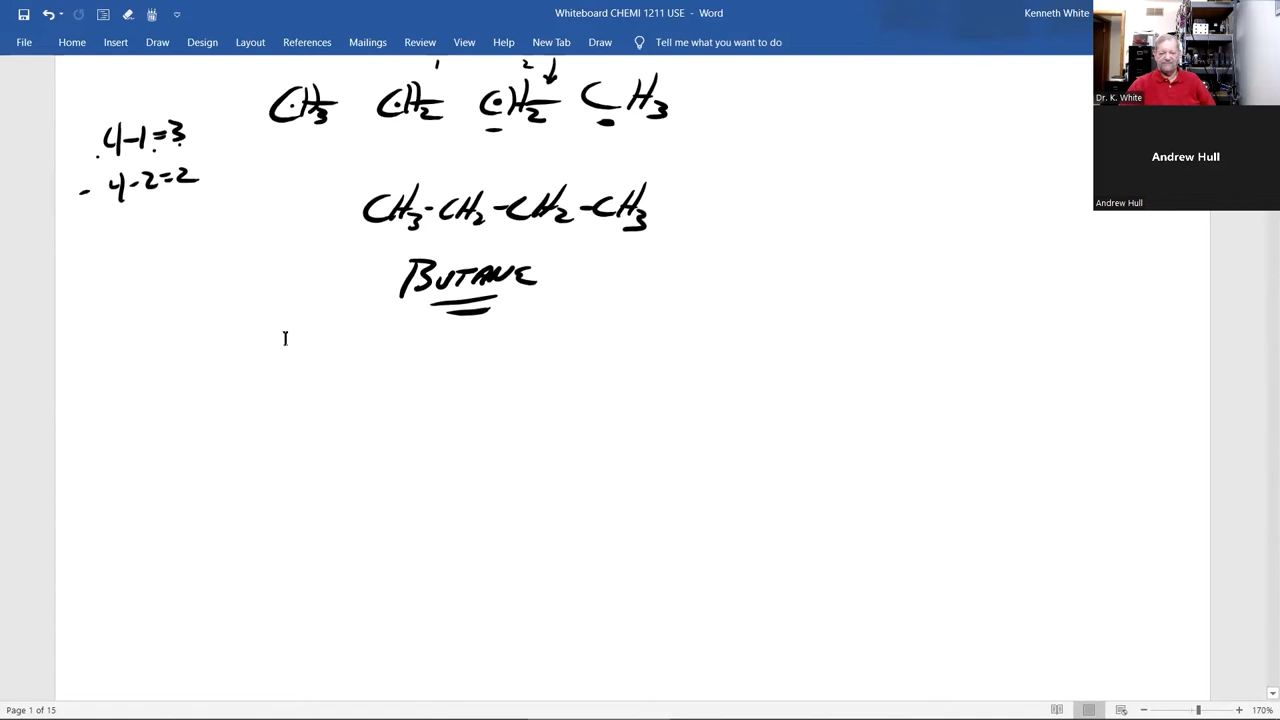 Whiteboard CHEMI 1211 USE - Word
Kenneth White
File Home Insert Draw Design Layout References Mailings Review View Help New Tab Draw Tell me what you want to do
Dr. K. White
Andrew Hull
Andrew Hull
1 2
CH3 CH2 CH2 CH3
4-1=3
- 4-2=2
CH3-CH2-CH2-CH3
BUTANE
Page 1 of 15
170%